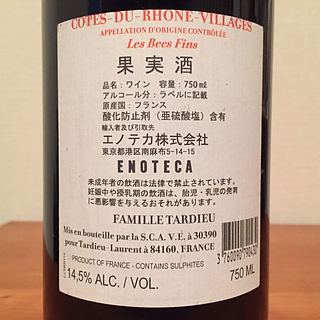 CÔTES-DU-RHÔNE-VILLAGES
APPELLATION D'ORIGINE CONTRÔLÉE
Les Becs Fins
果実酒
品名：ワイン 容量：750mℓ
アルコール分：ラベルに記載
原産国：フランス
酸化防止剤（亜硫酸塩）含有
輸入者及び引取先
エノテカ株式会社
東京都港区南麻布5-14-15
ENOTECA
未成年者の飲酒は法律で禁止されています。
妊娠中や授乳期の飲酒は、胎児・乳児の発育
に悪影響を与えるおそれがあります。
FAMILLE TARDIEU
Mis en bouteille par la S.C.A. V.É. à 30390
pour Tardieu-Laurent à 84160, FRANCE
PRODUCT OF FRANCE - CONTAINS SULPHITES
14,5% ALC. / VOL.
750 ML